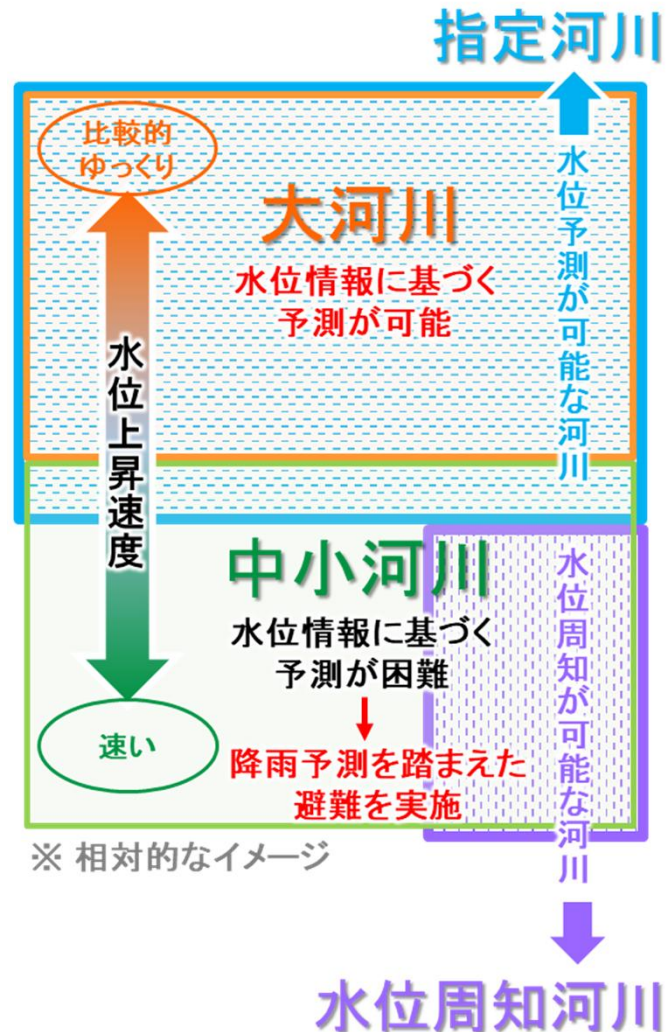 指定河川
比較的
ゆっくり
大河川
水位情報に基づく
予測が可能
水位予測が可能な河川
水位上昇速度
中小河川
水位情報に基づく
予測が困難
降雨予測を踏まえた
避難を実施
速い
水位周知が可能な河川
※ 相対的なイメージ
水位周知河川